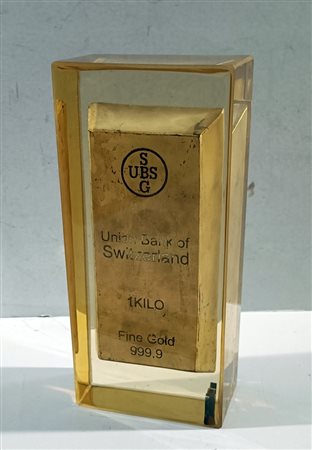 S
UBS
G
Union Bank of
Switzerland
1KILO
Fine Gold
999.9